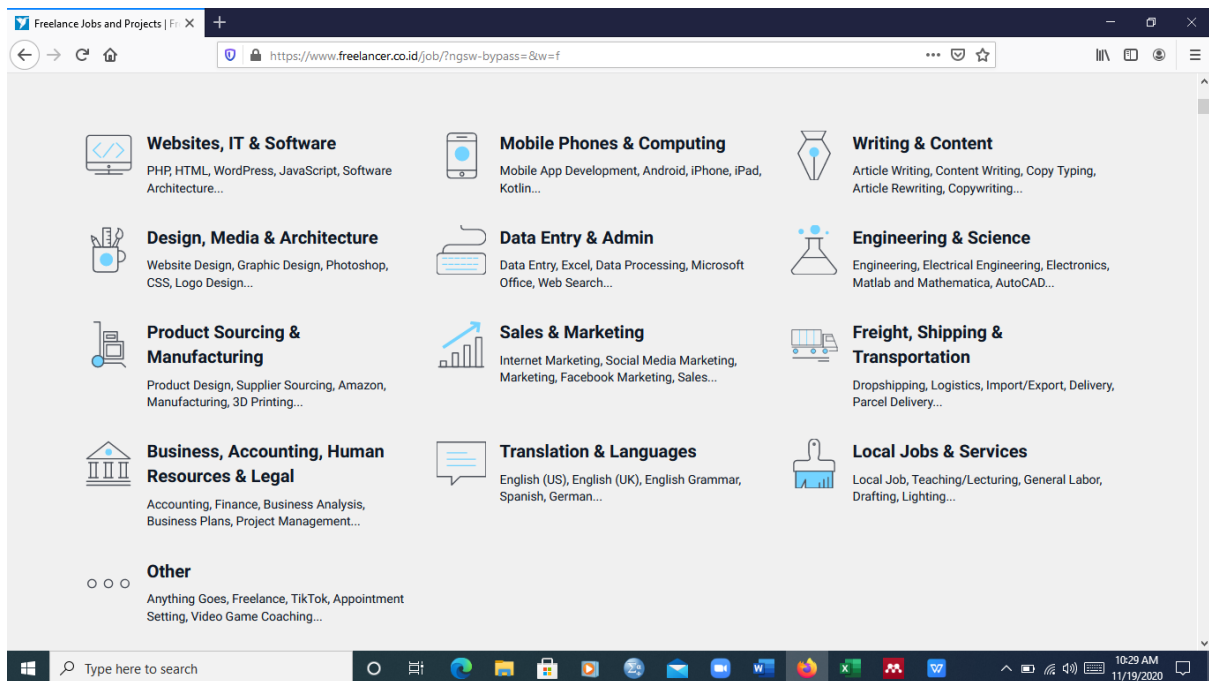 Freelance Jobs and Projects | Fr
https://www.freelancer.co.id/job/?ngsw-bypass=&w=f
Websites, IT & Software
PHP, HTML, WordPress, JavaScript, Software
Architecture...
Mobile Phones & Computing
Mobile App Development, Android, iPhone, iPad,
Kotlin...
Writing & Content
Article Writing, Content Writing, Copy Typing,
Article Rewriting, Copywriting...
Design, Media & Architecture
Website Design, Graphic Design, Photoshop,
CSS, Logo Design...
Data Entry & Admin
Data Entry, Excel, Data Processing, Microsoft
Office, Web Search...
Engineering & Science
Engineering, Electrical Engineering, Electronics,
Matlab and Mathematica, AutoCAD...
Product Sourcing &
Manufacturing
Product Design, Supplier Sourcing, Amazon,
Manufacturing, 3D Printing...
Sales & Marketing
Internet Marketing, Social Media Marketing,
Marketing, Facebook Marketing, Sales...
Freight, Shipping &
Transportation
Dropshipping, Logistics, Import/Export, Delivery,
Parcel Delivery...
Business, Accounting, Human
Resources & Legal
Accounting, Finance, Business Analysis,
Business Plans, Project Management...
Translation & Languages
English (US), English (UK), English Grammar,
Spanish, German...
Local Jobs & Services
Local Job, Teaching/Lecturing, General Labor,
Drafting, Lighting...
Other
Anything Goes, Freelance, TikTok, Appointment
Setting, Video Game Coaching...
Type here to search
10:29 AM
11/19/2020